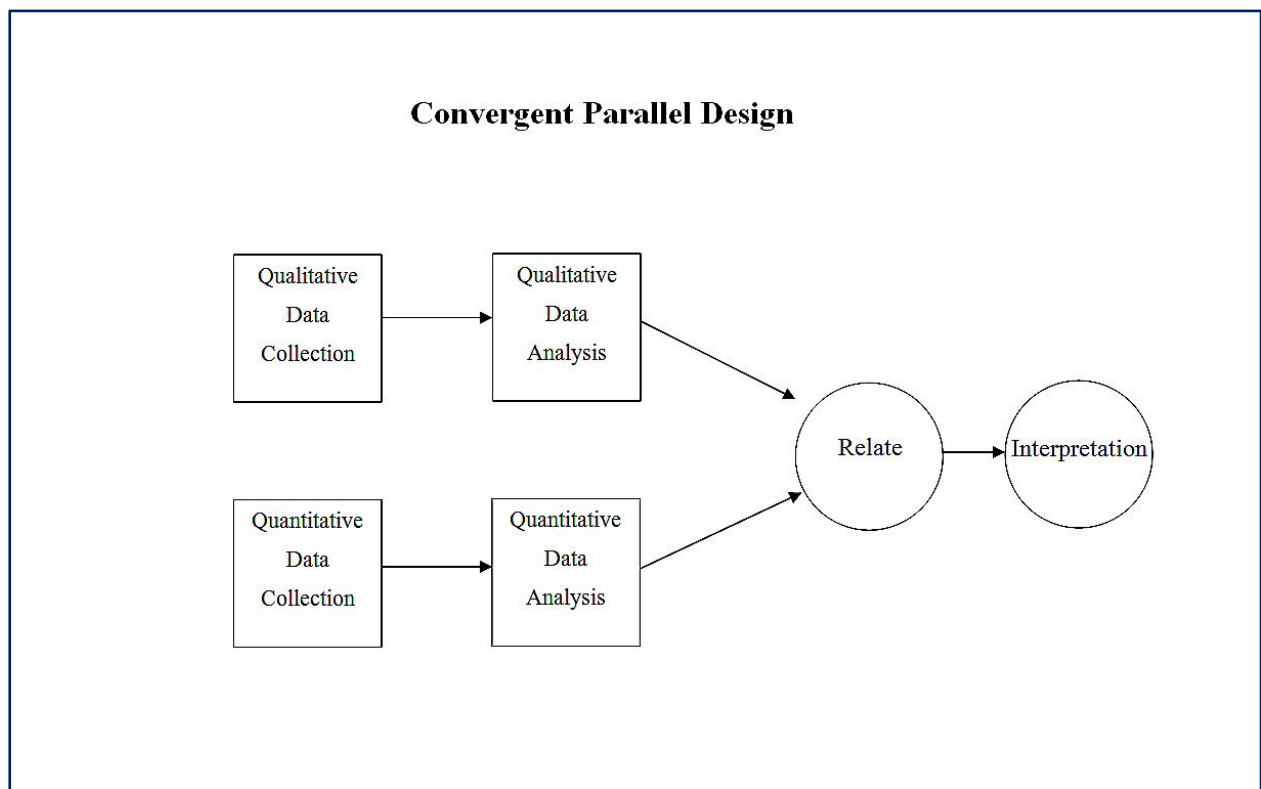 Convergent Parallel Design
Qualitative
Data
Collection
Qualitative
Data
Analysis
Relate
Interpretation
Quantitative
Data
Collection
Quantitative
Data
Analysis